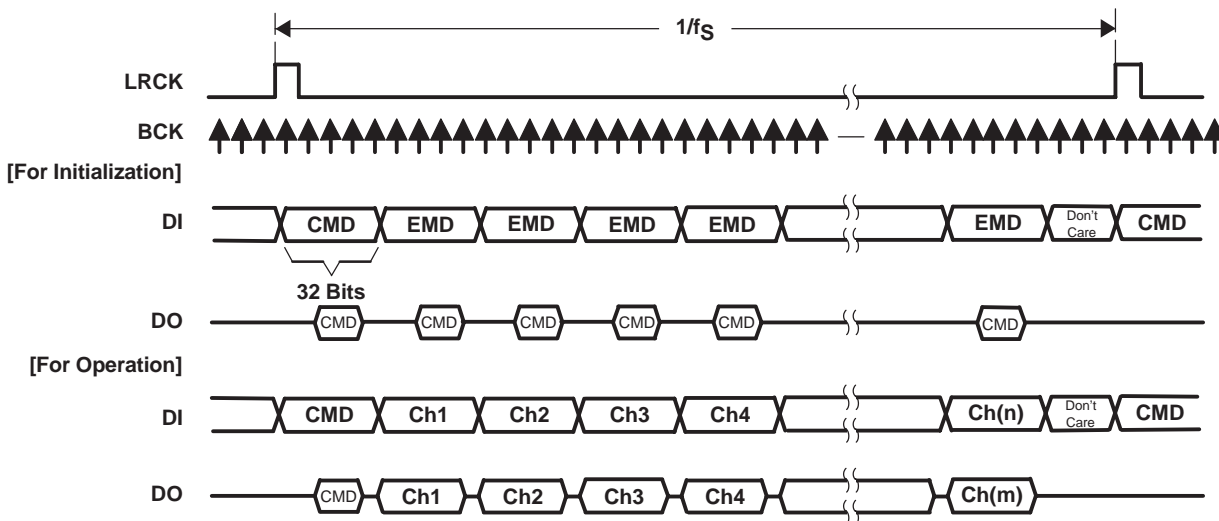 1/fS
LRCK
BCK
[For Initialization]
DI CMD EMD EMD EMD EMD EMD Don't Care CMD
32 Bits
DO CMD CMD CMD CMD CMD CMD
[For Operation]
DI CMD Ch1 Ch2 Ch3 Ch4 Ch(n) Don't Care CMD
DO CMD Ch1 Ch2 Ch3 Ch4 Ch(m)